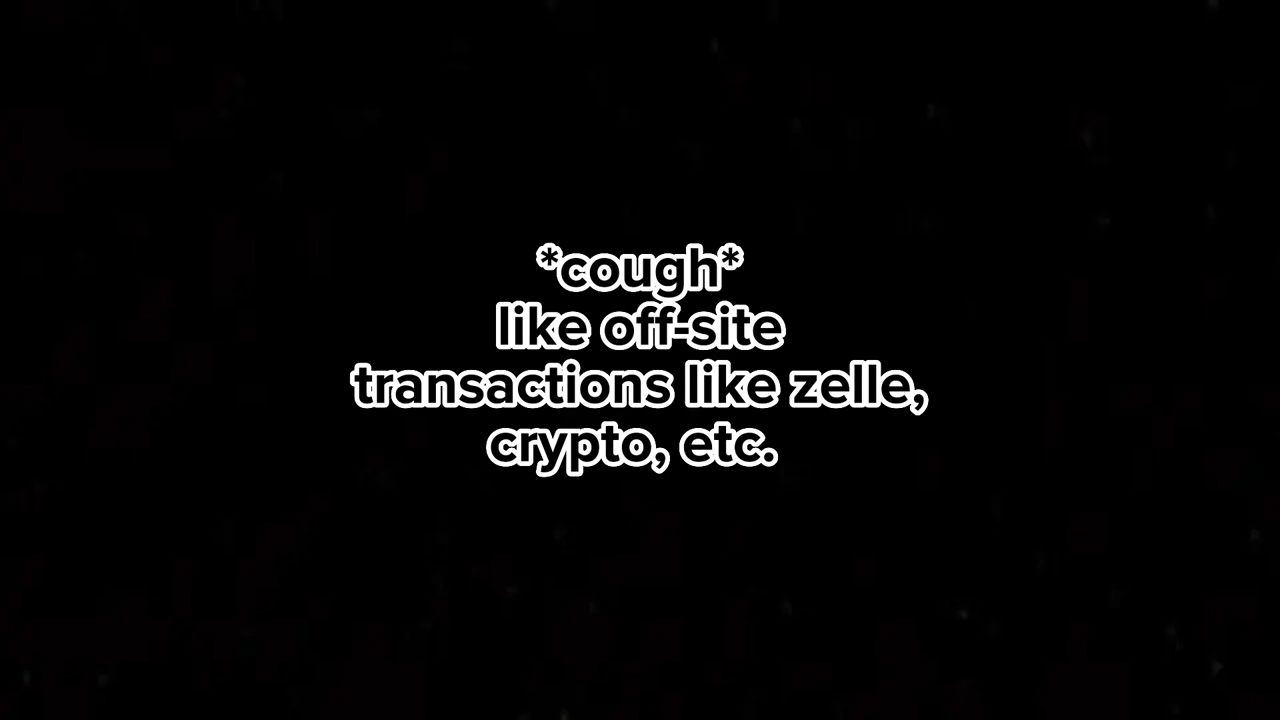 *cough*
like off-site
transactions like zelle,
crypto, etc.